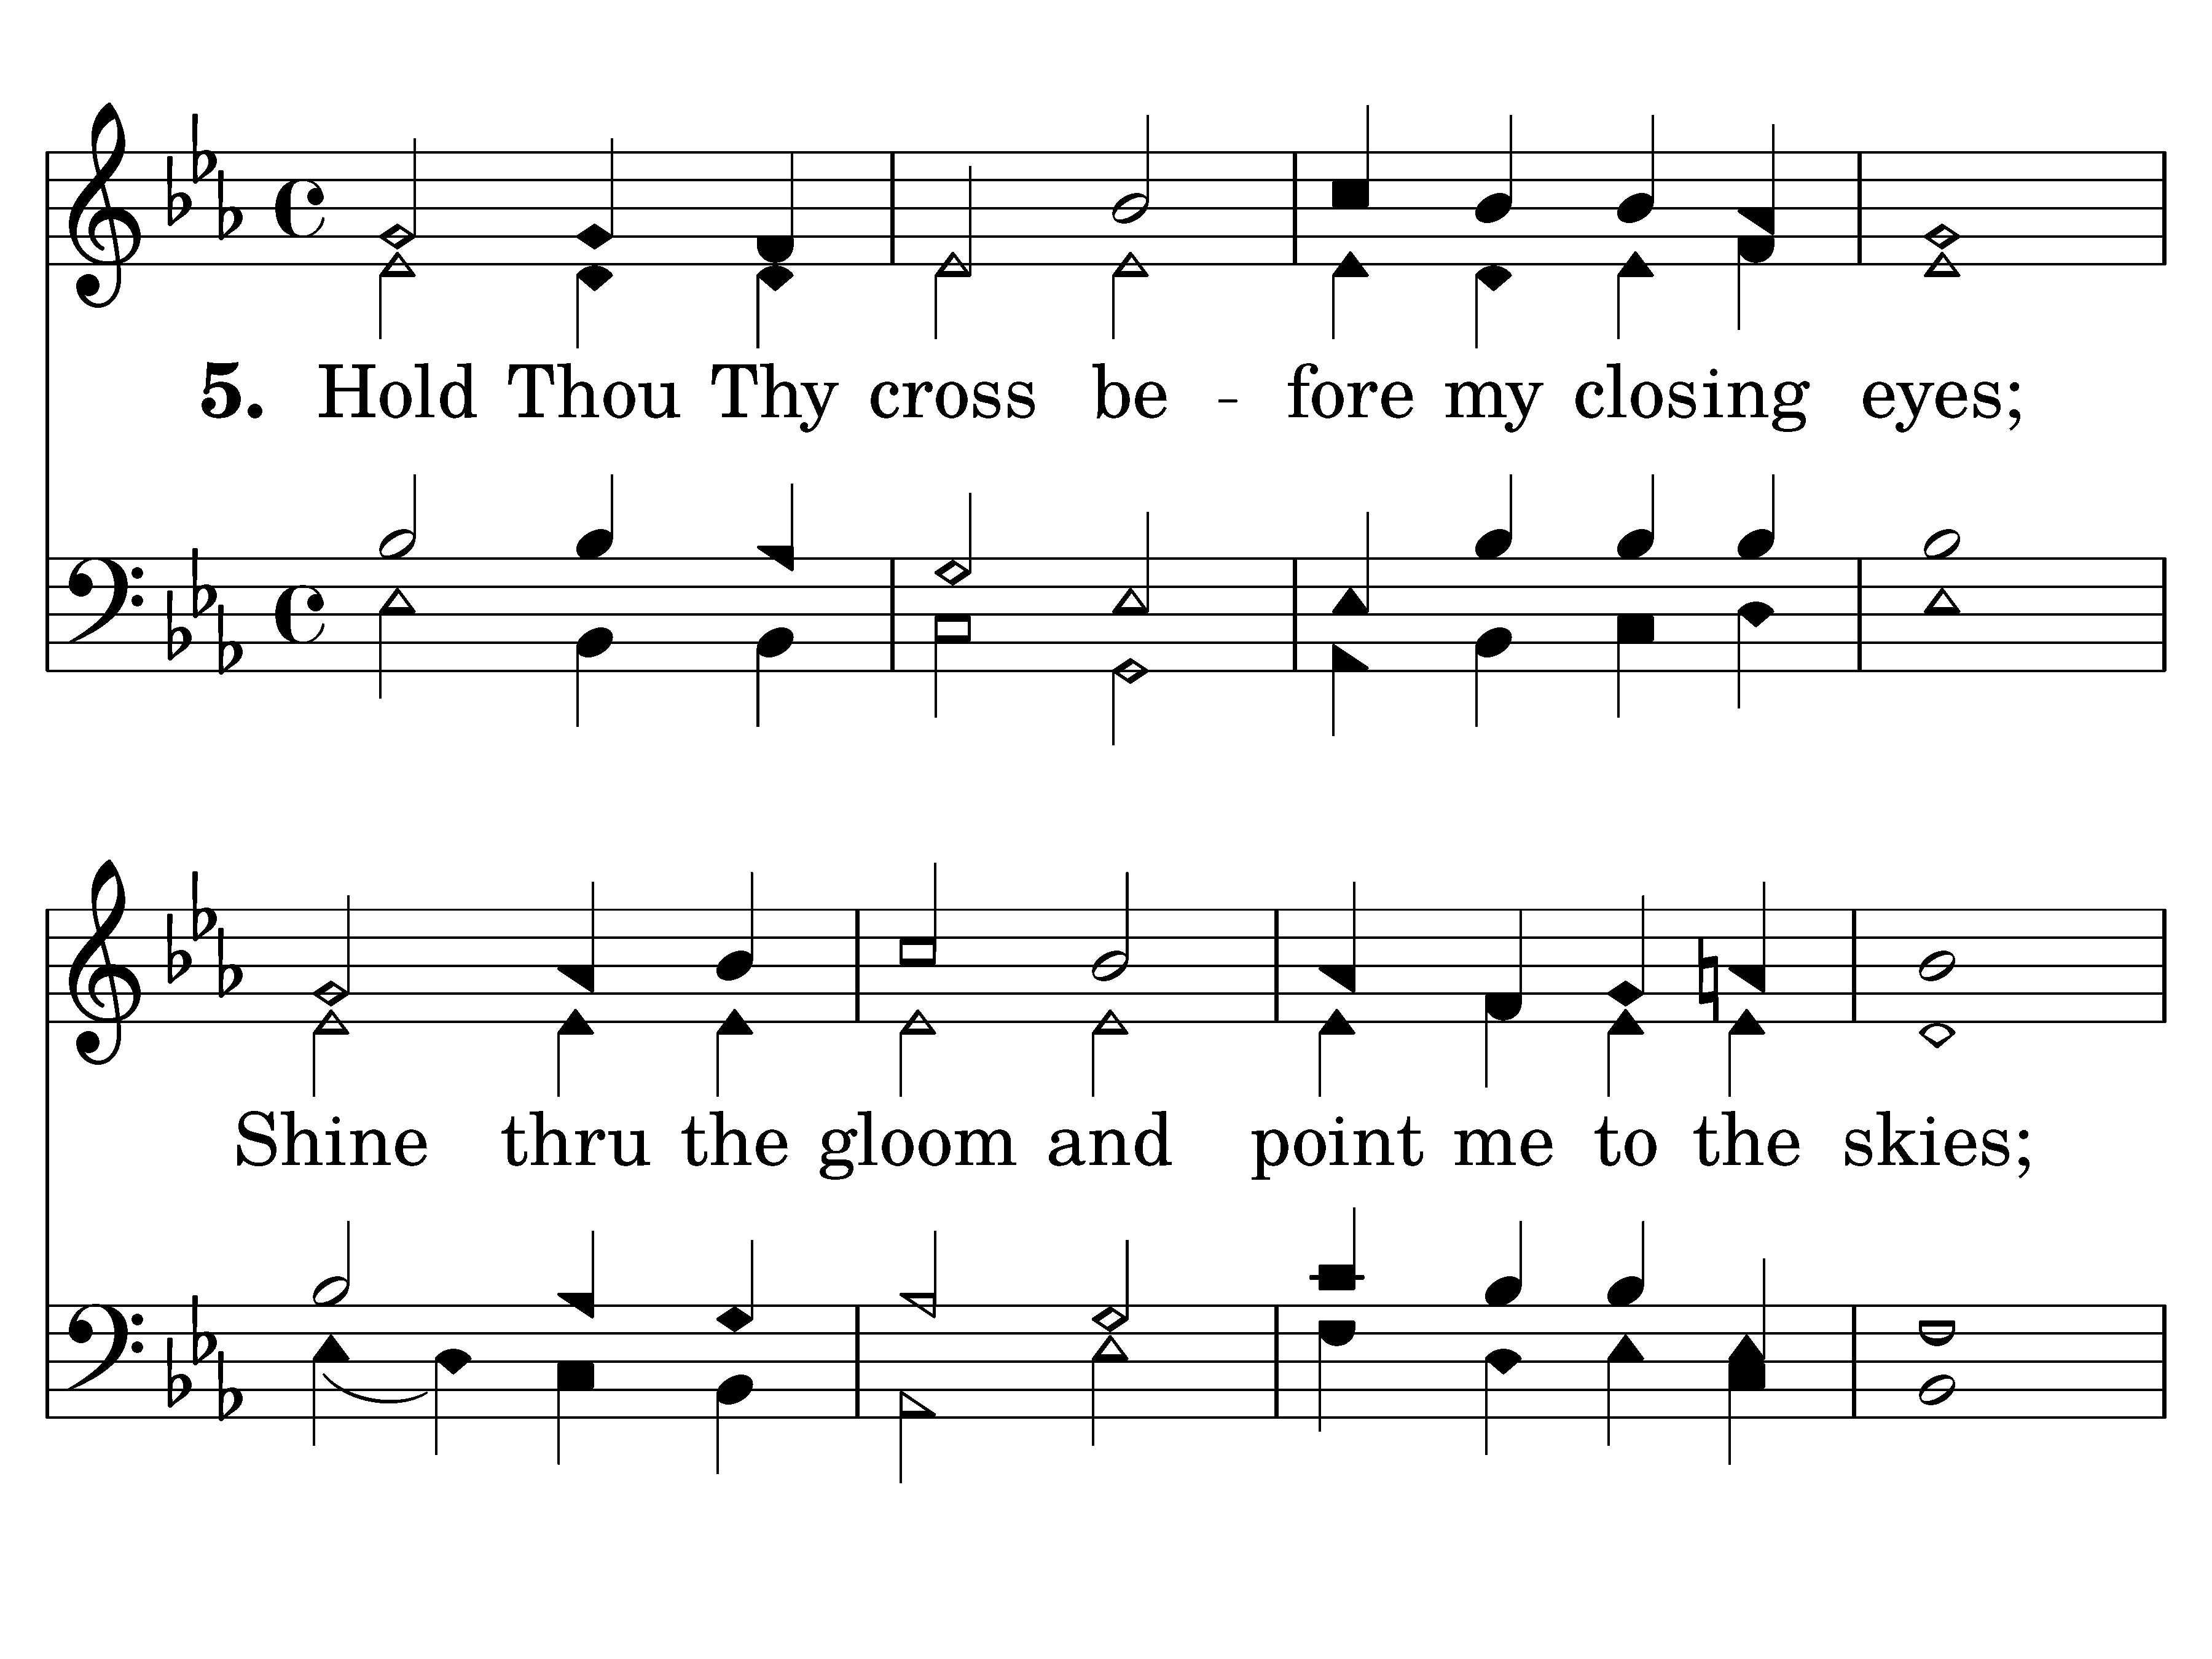 5. Hold Thou Thy cross be - fore my closing eyes;
Shine thru the gloom and point me to the skies;